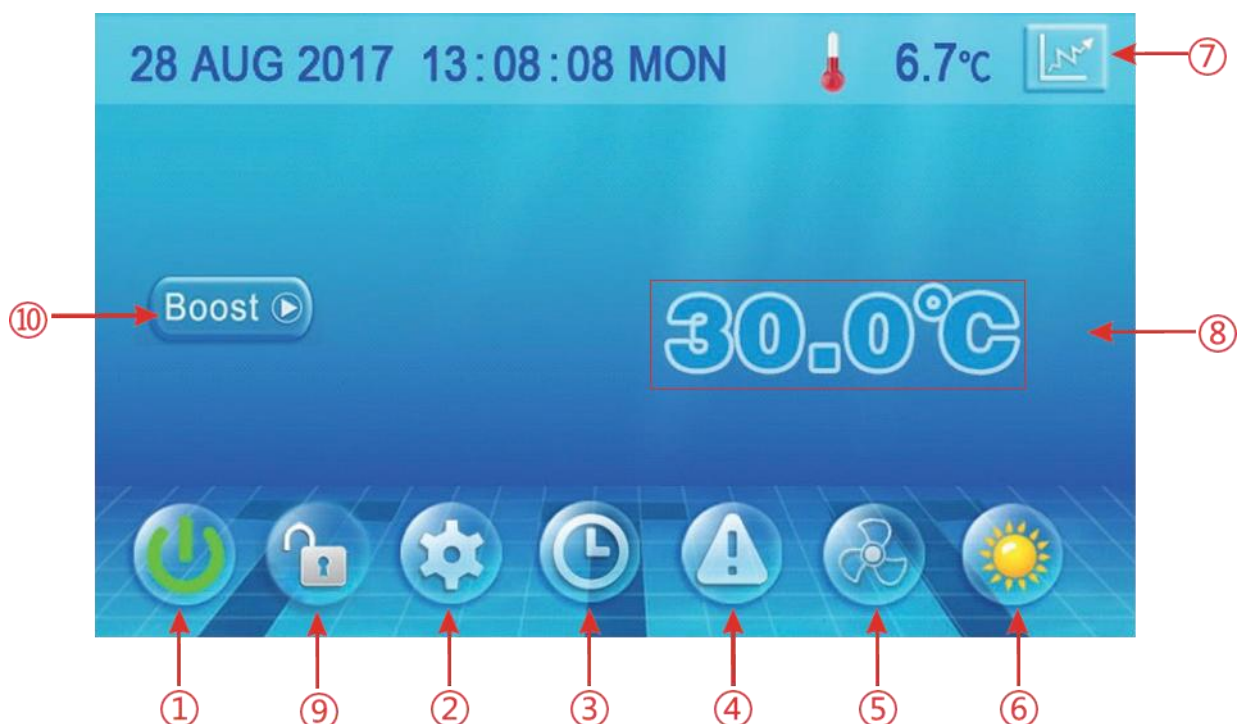 28 AUG 2017 13:08:08 MON 6.7℃ ⑦
⑩ Boost 30.0℃ ⑧
① ⑨ ② ③ ④ ⑤ ⑥